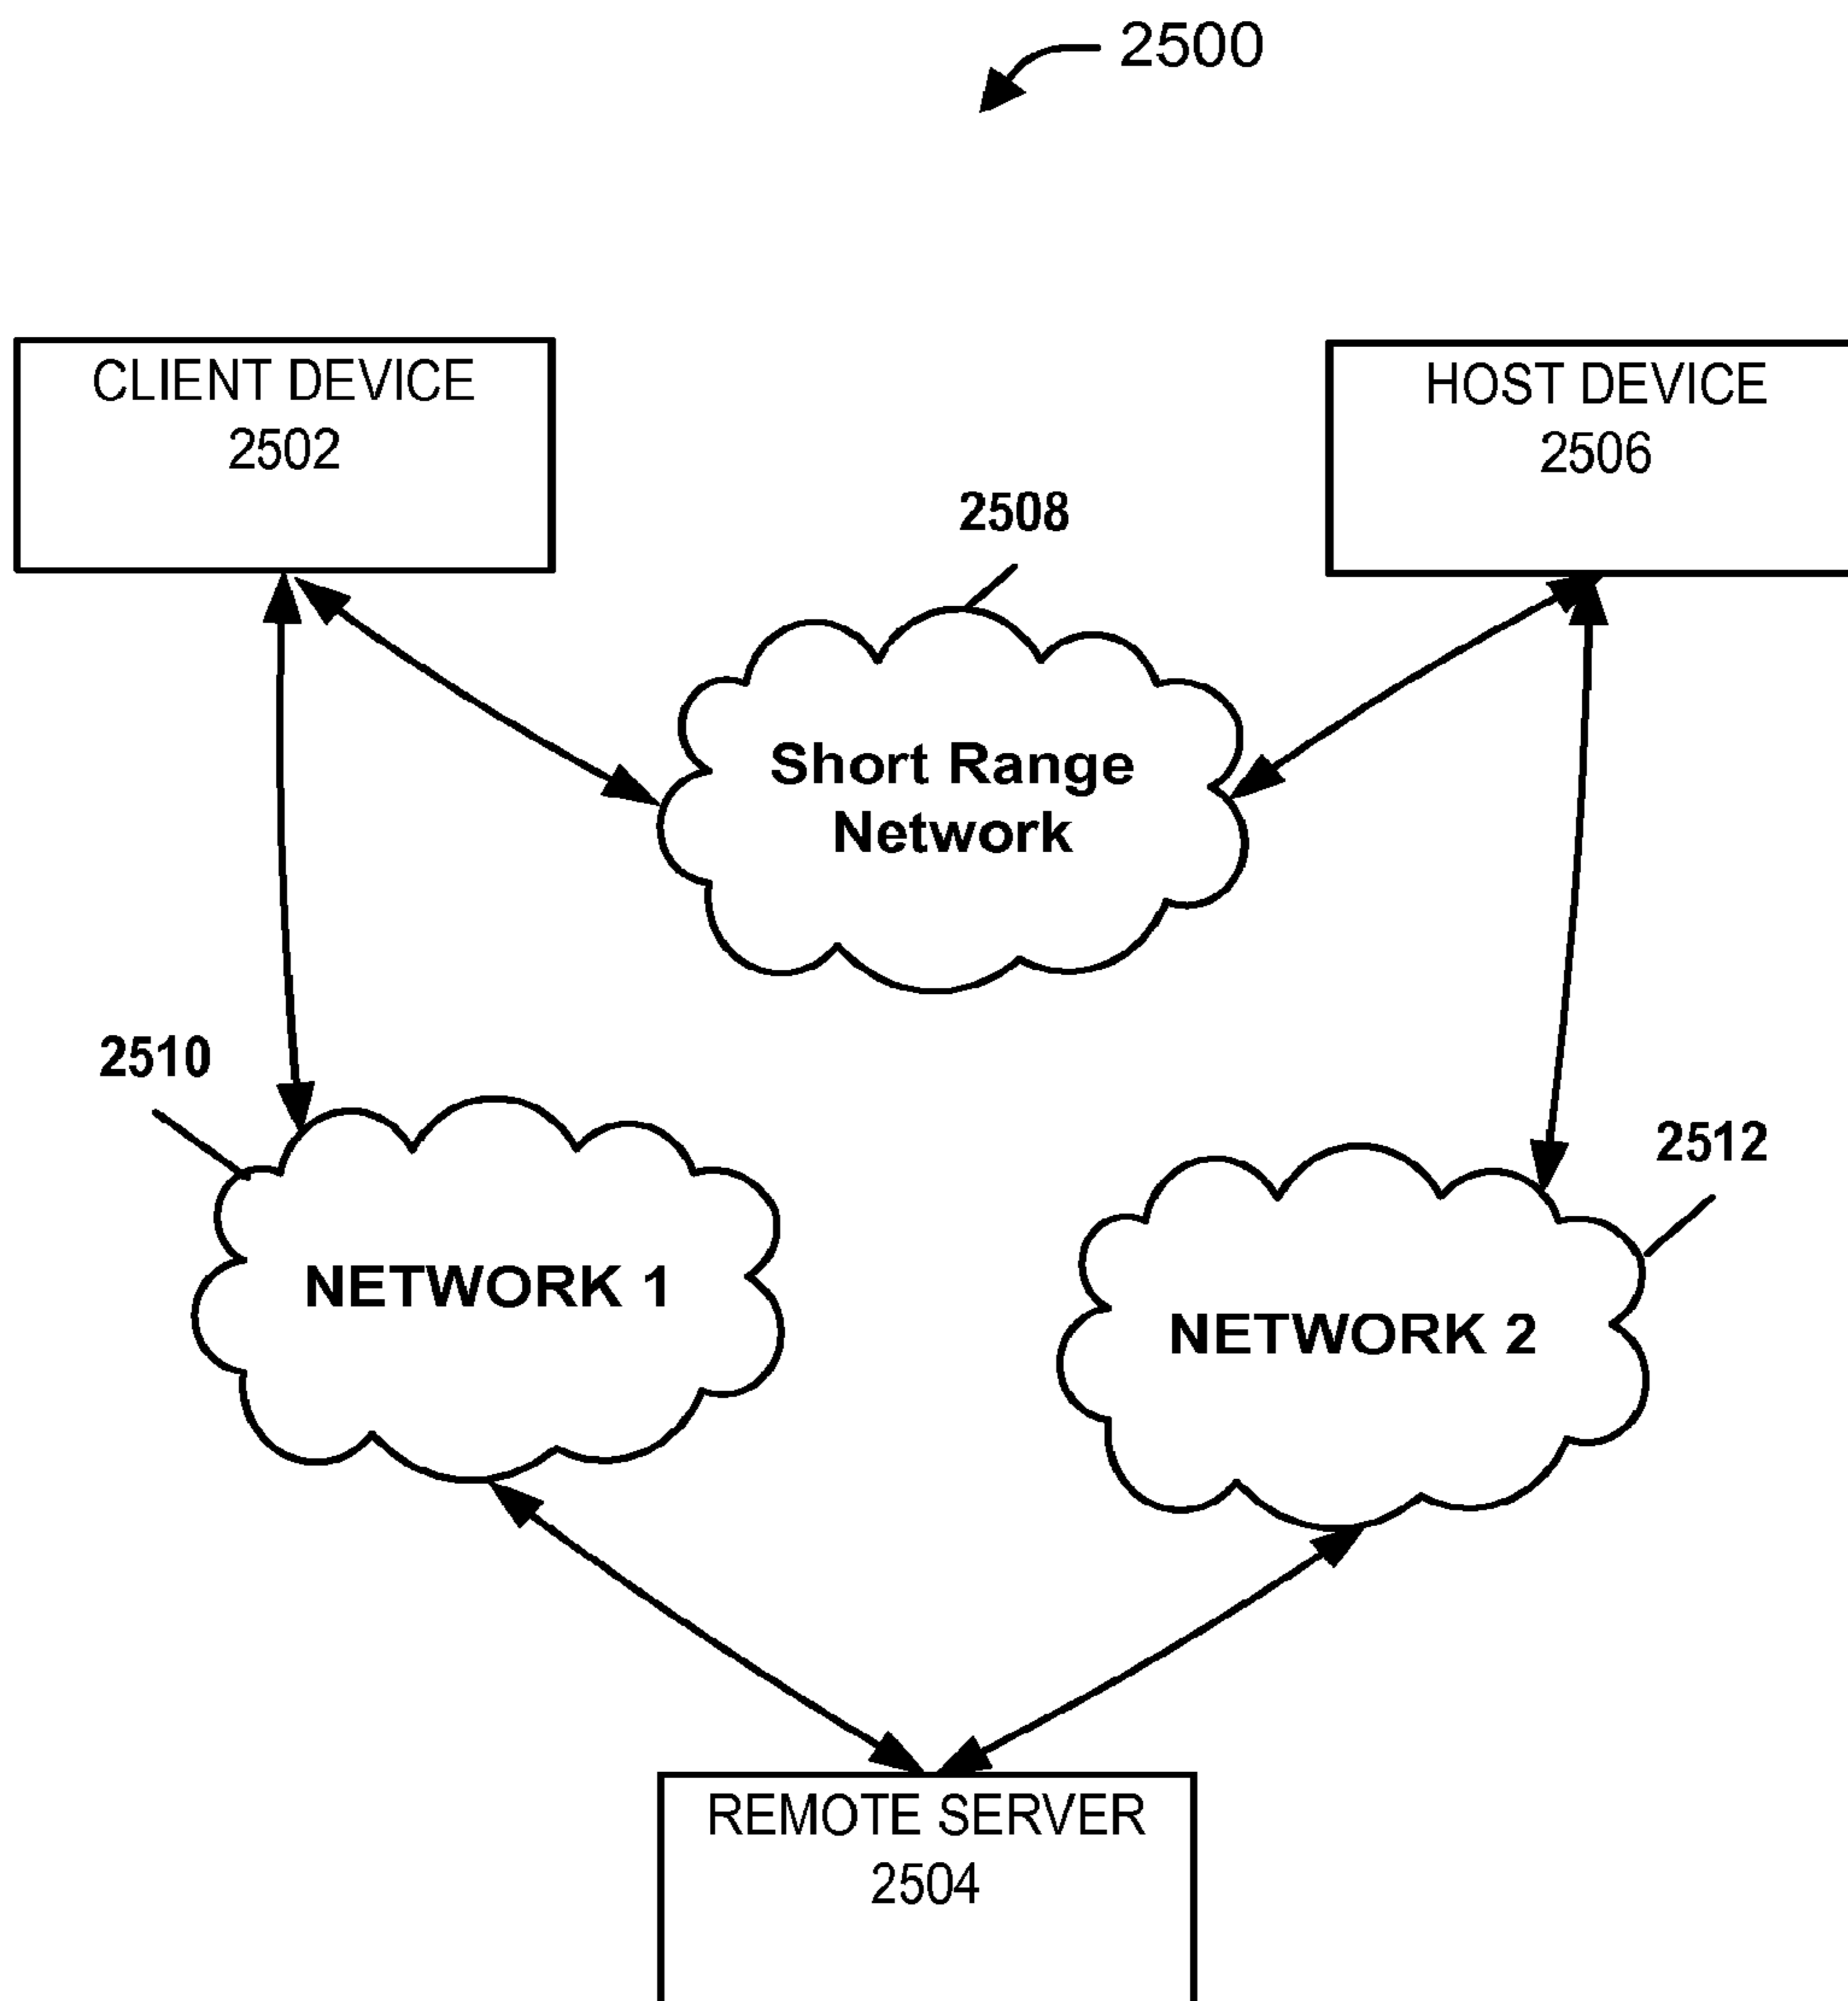 2500
CLIENT DEVICE
2502
HOST DEVICE
2506
2508
Short Range
Network
2510
NETWORK 1
2512
NETWORK 2
REMOTE SERVER
2504